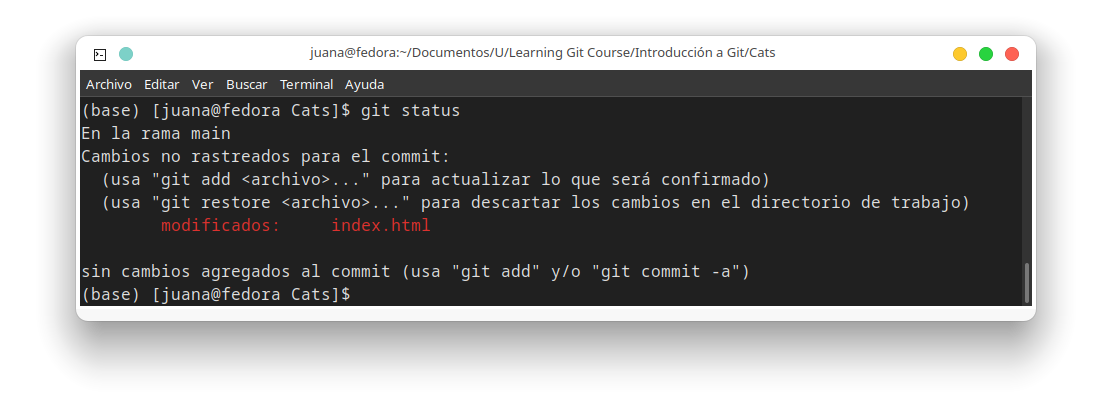 juana@fedora:~/Documentos/U/Learning Git Course/Introducción a Git/Cats
Archivo Editar Ver Buscar Terminal Ayuda
(base) [juana@fedora Cats]$ git status
En la rama main
Cambios no rastreados para el commit:
  (usa "git add <archivo>..." para actualizar lo que será confirmado)
  (usa "git restore <archivo>..." para descartar los cambios en el directorio de trabajo)
        modificados:     index.html

sin cambios agregados al commit (usa "git add" y/o "git commit -a")
(base) [juana@fedora Cats]$